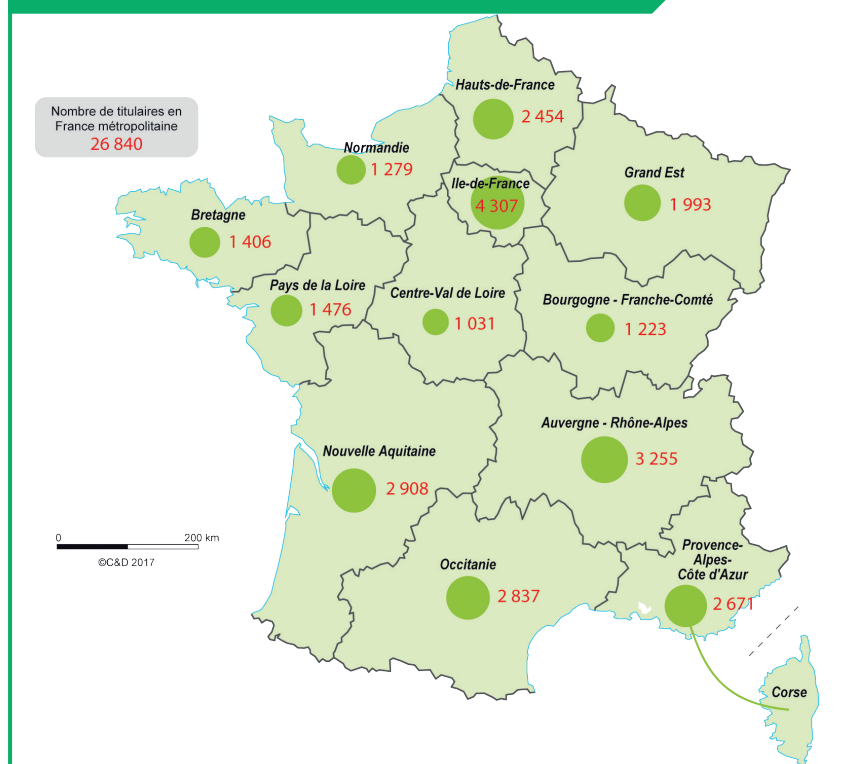 Hauts-de-France
2 454
Nombre de titulaires en
France métropolitaine
26 840
Normandie
1 279
Ile-de-France
4 307
Grand Est
1 993
Bretagne
1 406
Pays de la Loire
1 476
Centre-Val de Loire
1 031
Bourgogne - Franche-Comté
1 223
Auvergne - Rhône-Alpes
3 255
Nouvelle Aquitaine
2 908
0 200 km
©C&D 2017
Occitanie
2 837
Provence-
Alpes-
Côte d'Azur
2 671
Corse